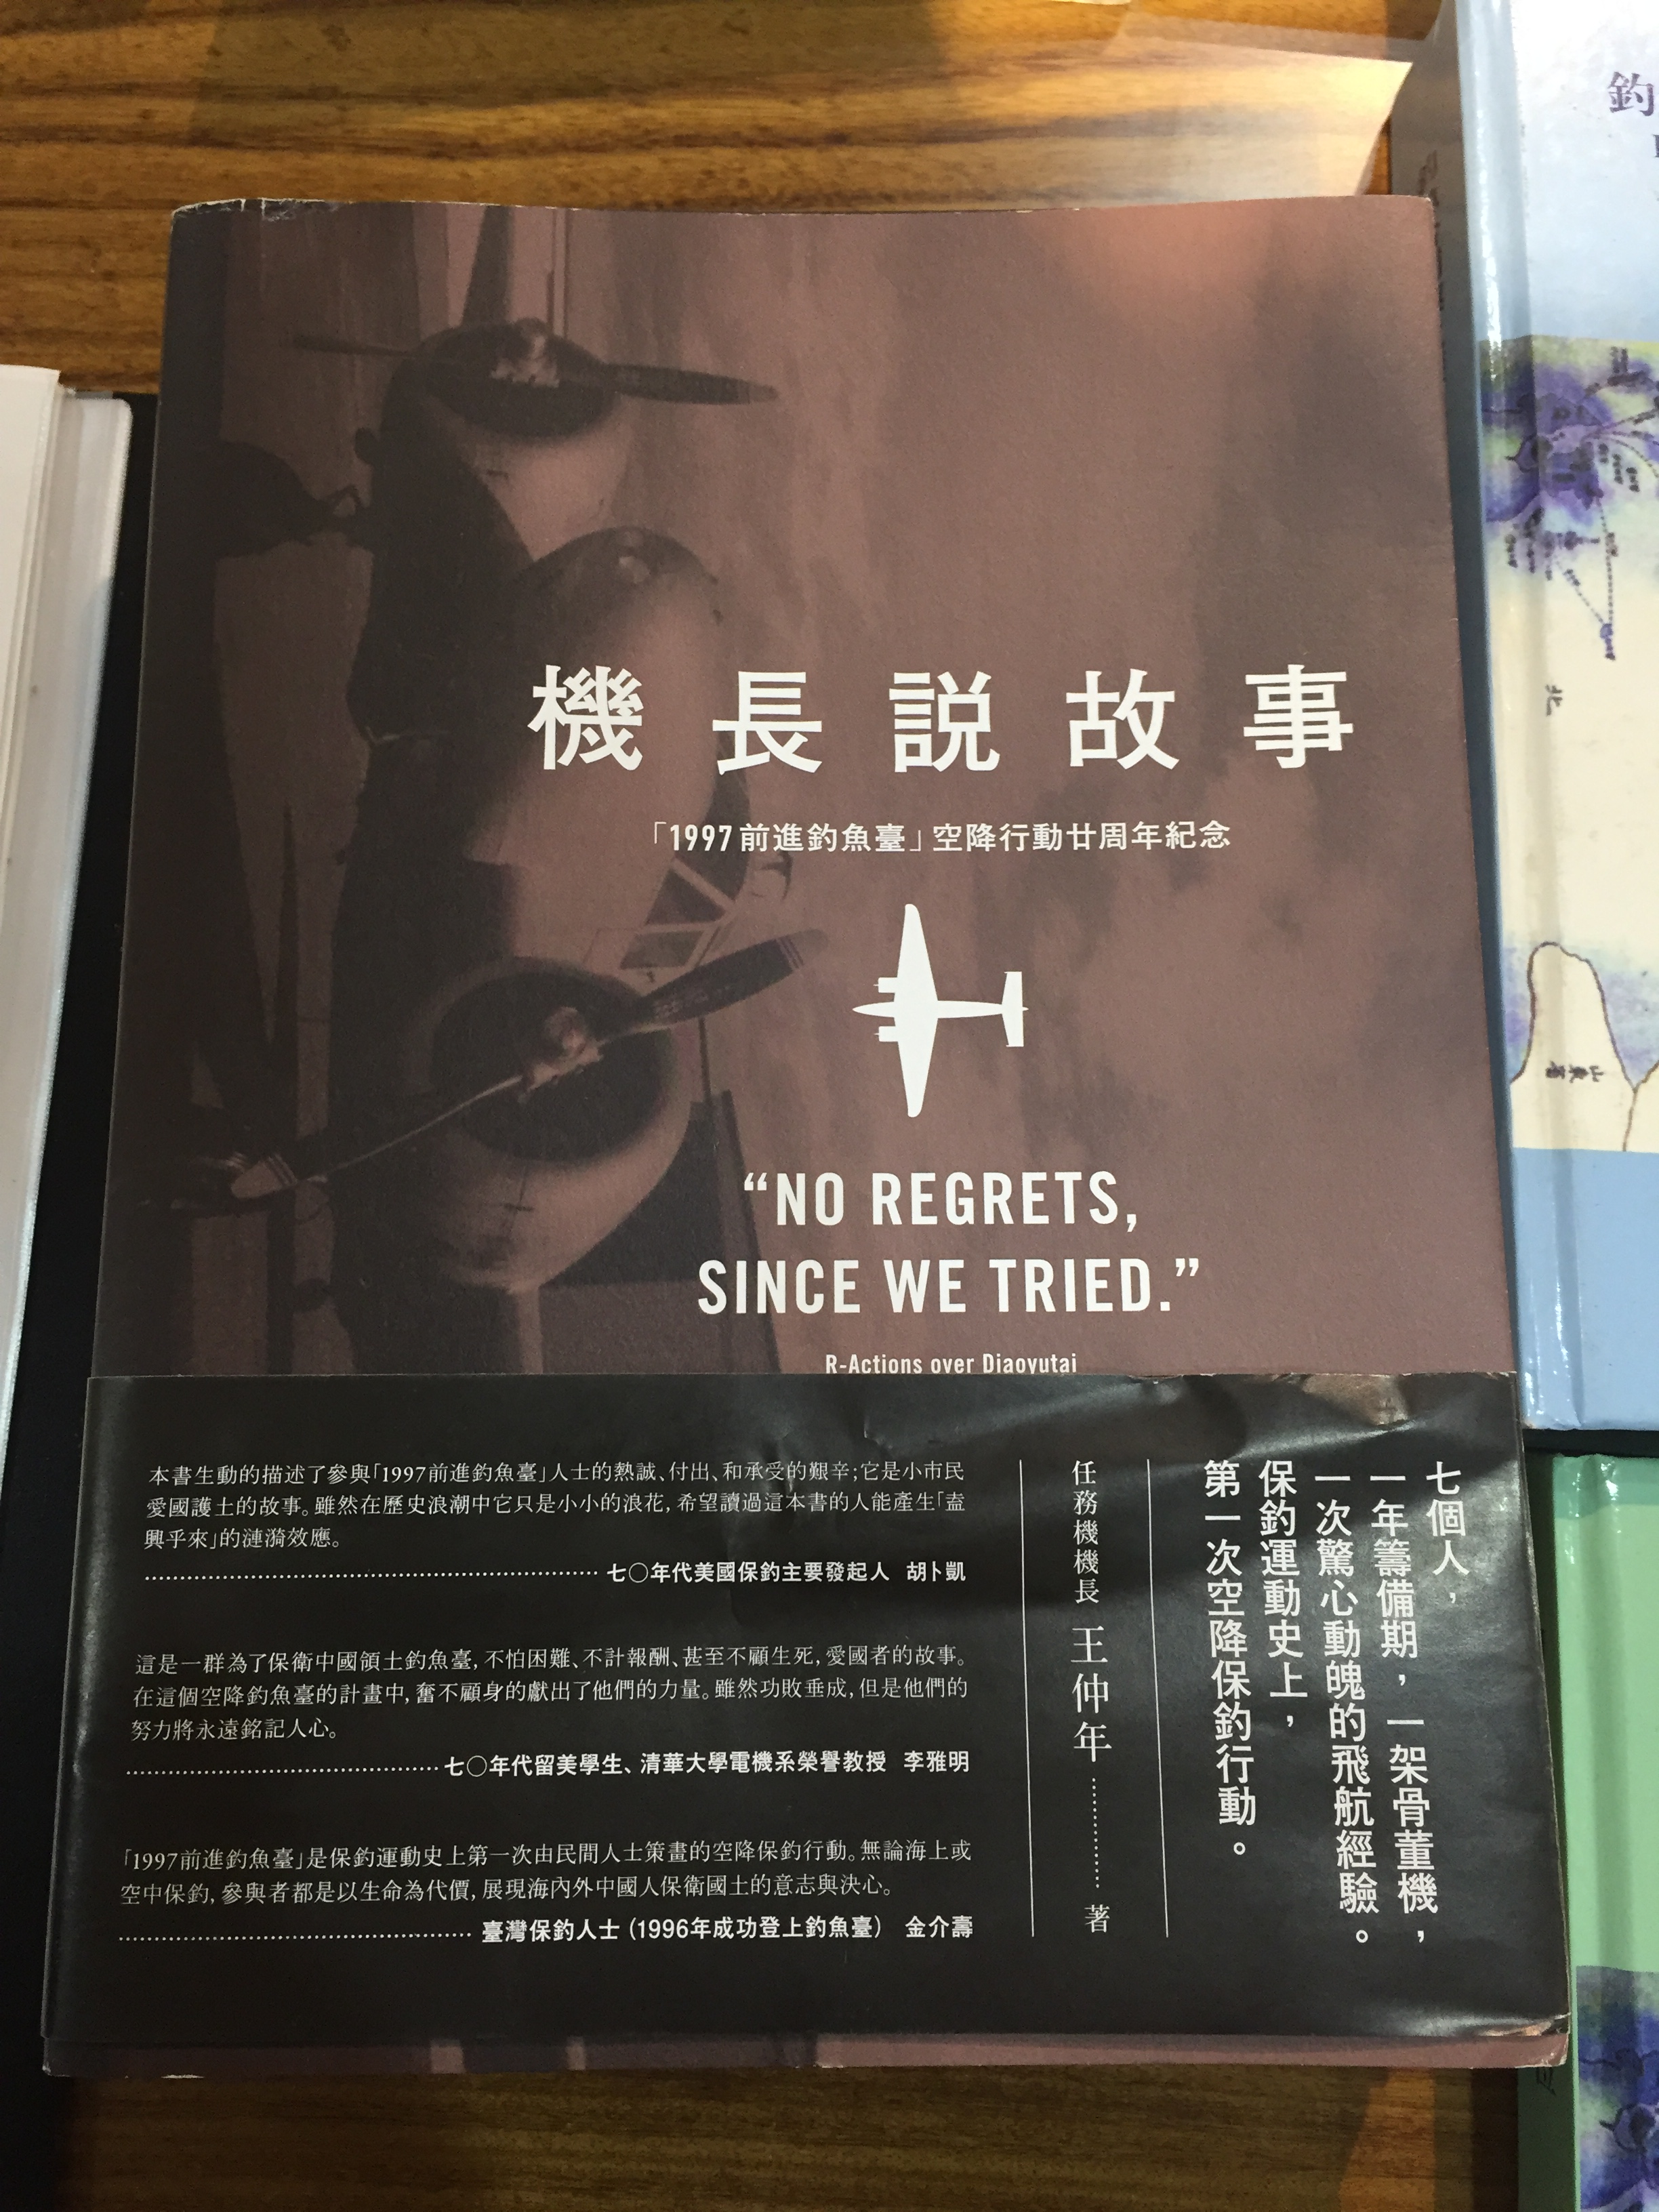 機長説故事
「1997前進釣魚臺」空降行動廿周年紀念
“NO REGRETS,
SINCE WE TRIED.”
R-Actions over Diaoyutai
七個人，
一年籌備期，一架骨董機，
一次驚心動魄的飛航經驗。
保釣運動史上，
第一次空降保釣行動。
任務機機長 王仲年………… 著
本書生動的描述了參與「1997前進釣魚臺」人士的熱誠、付出、和承受的艱辛；它是小市民
愛國護土的故事。雖然在歷史浪潮中它只是小小的浪花，希望讀過這本書的人能產生「盍
興乎來」的漣漪效應。
七○年代美國保釣主要發起人 胡卜凱
這是一群為了保衛中國領土釣魚臺，不怕困難、不計報酬、甚至不顧生死，愛國者的故事。
在這個空降釣魚臺的計畫中，奮不顧身的獻出了他們的力量。雖然功敗垂成，但是他們的
努力將永遠銘記人心。
七○年代留美學生、清華大學電機系榮譽教授 李雅明
「1997前進釣魚臺」是保釣運動史上第一次由民間人士策畫的空降保釣行動。無論海上或
空中保釣，參與者都是以生命為代價，展現海內外中國人保衛國土的意志與決心。
臺灣保釣人士（1996年成功登上釣魚臺） 金介壽
釣
北
山東省